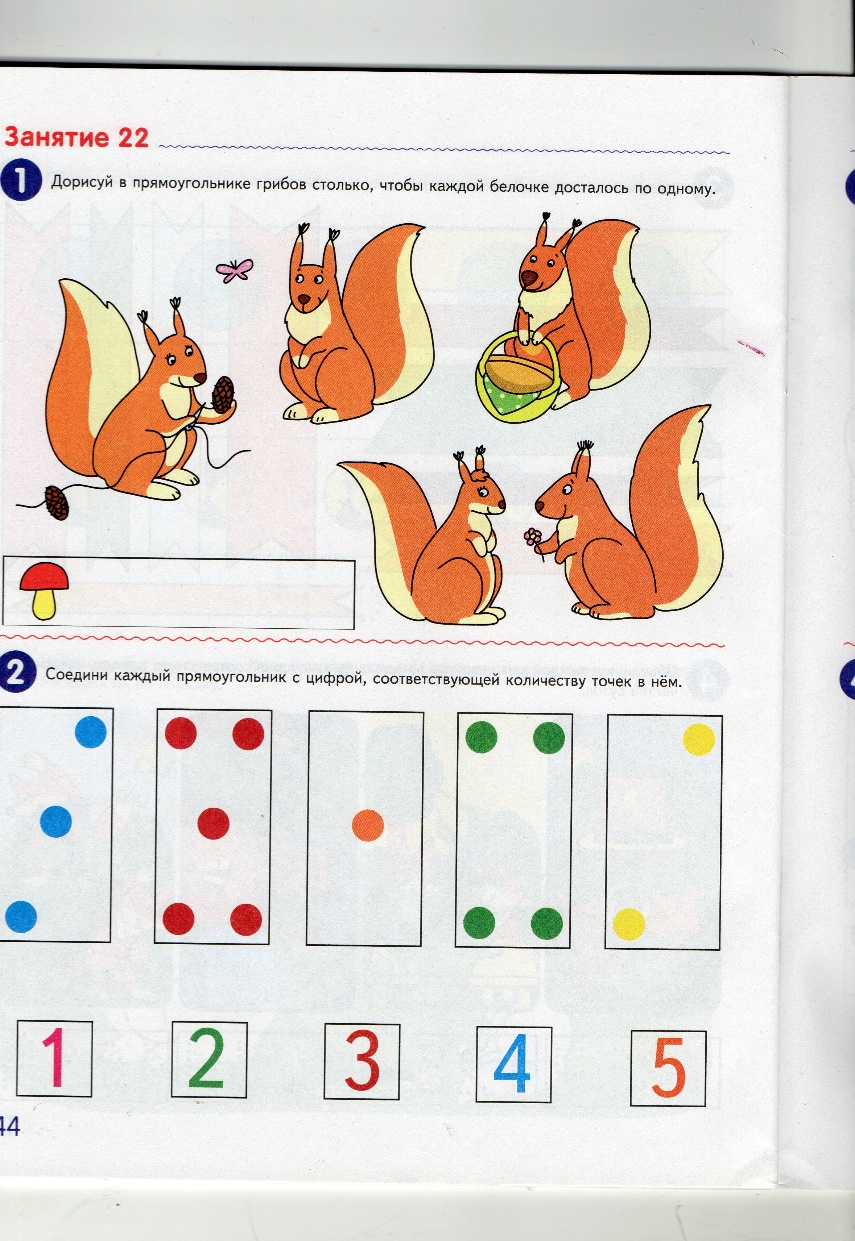 Занятие 22
1 Дорисуй в прямоугольнике грибов столько, чтобы каждой белочке досталось по одному.
2 Соедини каждый прямоугольник с цифрой, соответствующей количеству точек в нём.
1 2 3 4 5
44